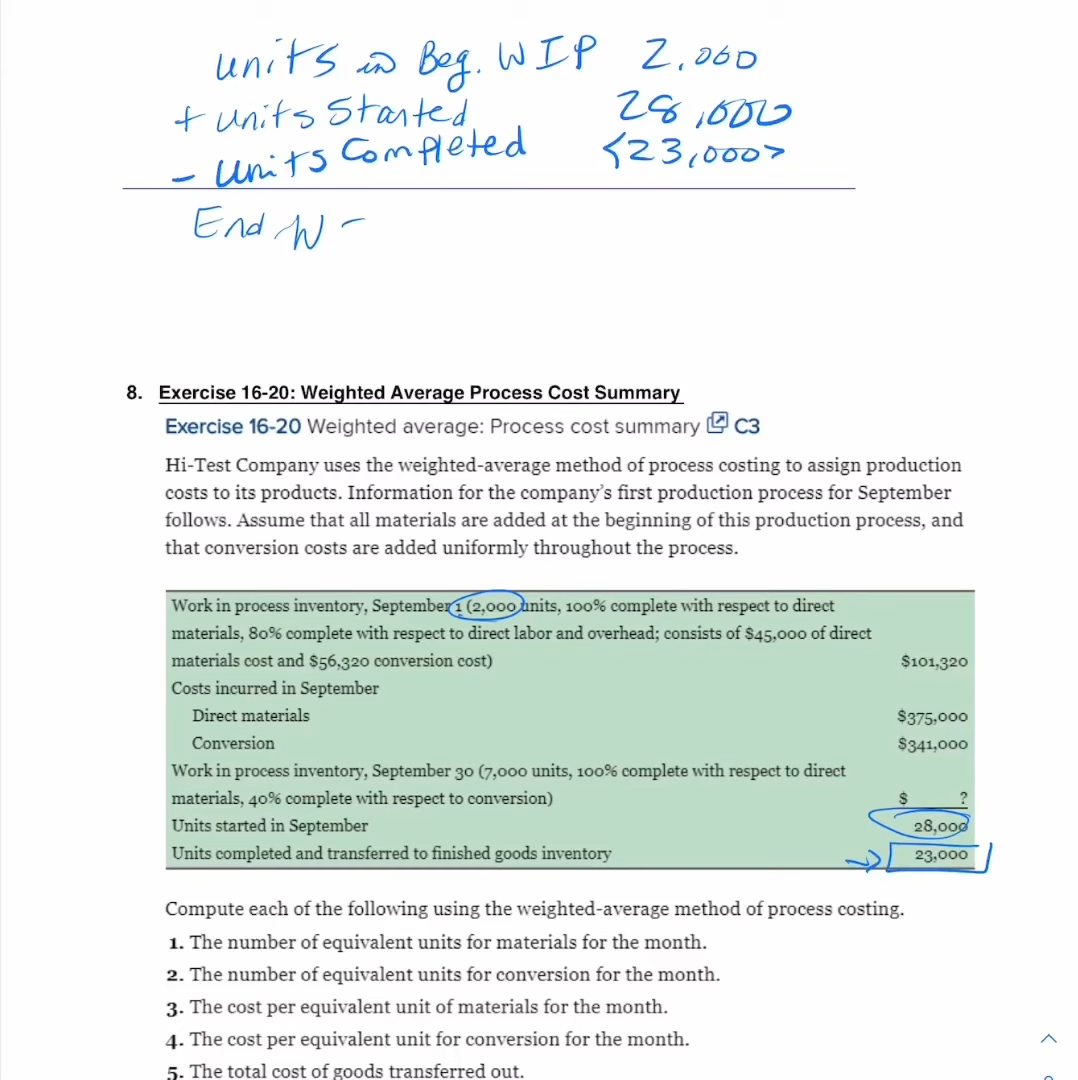 units in Beg. WIP 2,000
+ units Started 28,000
- Units Completed <23,000>
End W
8. Exercise 16-20: Weighted Average Process Cost Summary
Exercise 16-20 Weighted average: Process cost summary C3
Hi-Test Company uses the weighted-average method of process costing to assign production
costs to its products. Information for the company's first production process for September
follows. Assume that all materials are added at the beginning of this production process, and
that conversion costs are added uniformly throughout the process.
Work in process inventory, September 1 (2,000 units, 100% complete with respect to direct
materials, 80% complete with respect to direct labor and overhead; consists of $45,000 of direct
materials cost and $56,320 conversion cost) $101,320
Costs incurred in September
Direct materials $375,000
Conversion $341,000
Work in process inventory, September 30 (7,000 units, 100% complete with respect to direct
materials, 40% complete with respect to conversion) $ ?
Units started in September 28,000
Units completed and transferred to finished goods inventory 23,000
Compute each of the following using the weighted-average method of process costing.
1. The number of equivalent units for materials for the month.
2. The number of equivalent units for conversion for the month.
3. The cost per equivalent unit of materials for the month.
4. The cost per equivalent unit for conversion for the month.
5. The total cost of goods transferred out.